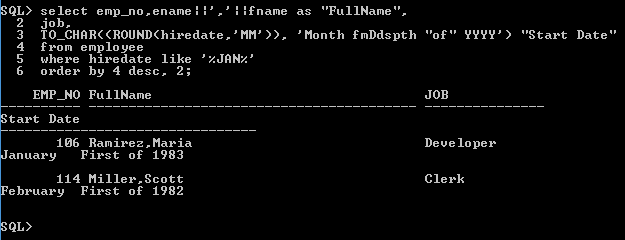 SQL> select emp_no,ename||','||fname as "FullName",
2 job,
3 TO_CHAR((ROUND(hiredate,'MM')), 'Month fmDdspth "of" YYYY') "Start Date"
4 from employee
5 where hiredate like '%JAN%'
6 order by 4 desc, 2;
EMP_NO FullName JOB
---------- ---------------------------------------- ---------------
Start Date
-------------------------------
106 Ramirez,Maria Developer
January First of 1983
114 Miller,Scott Clerk
February First of 1982
SQL>